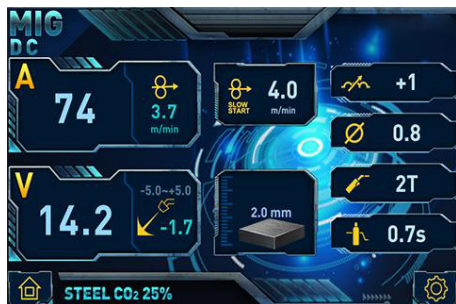 MIG
DC
A
74
3.7
m/min
SLOW
START
4.0
m/min
+1
0.8
2T
0.7s
V
14.2
-5.0~+5.0
-1.7
2.0 mm
STEEL CO₂ 25%